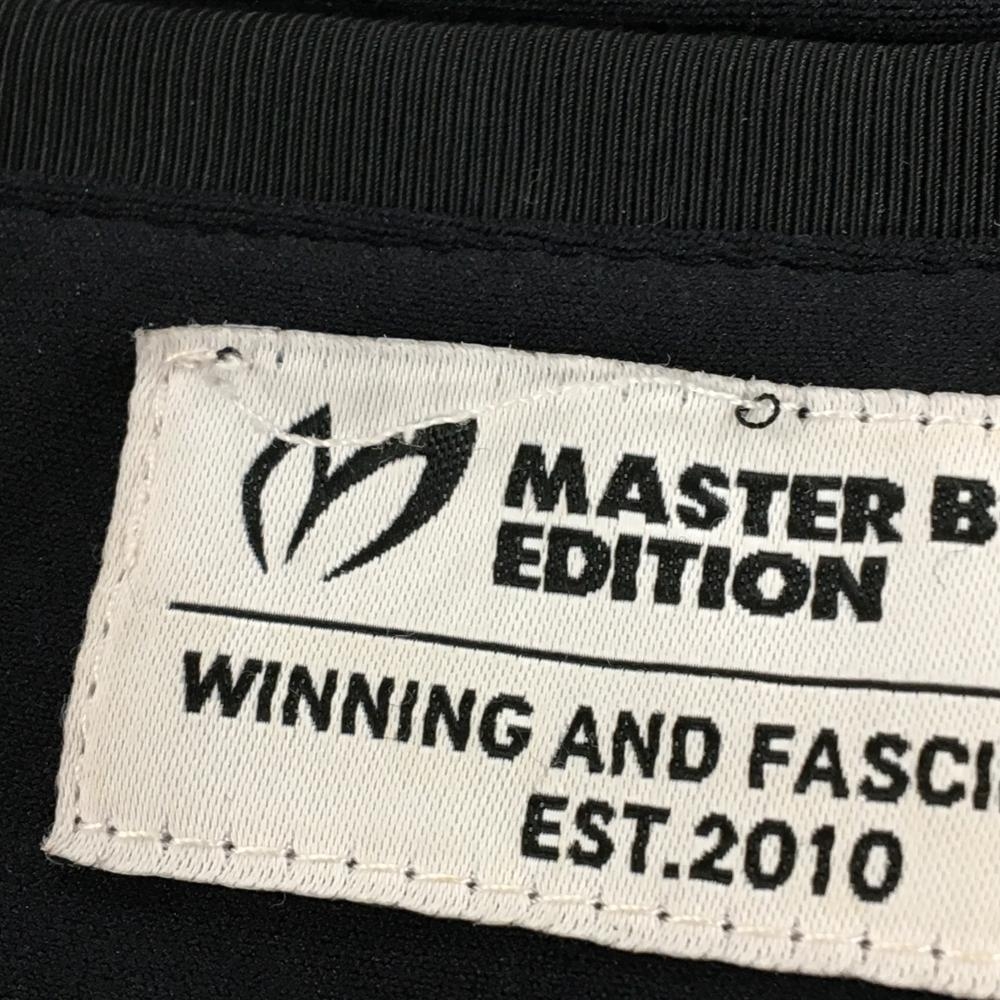 MASTER B
EDITION
WINNING AND FASCI
EST.2010